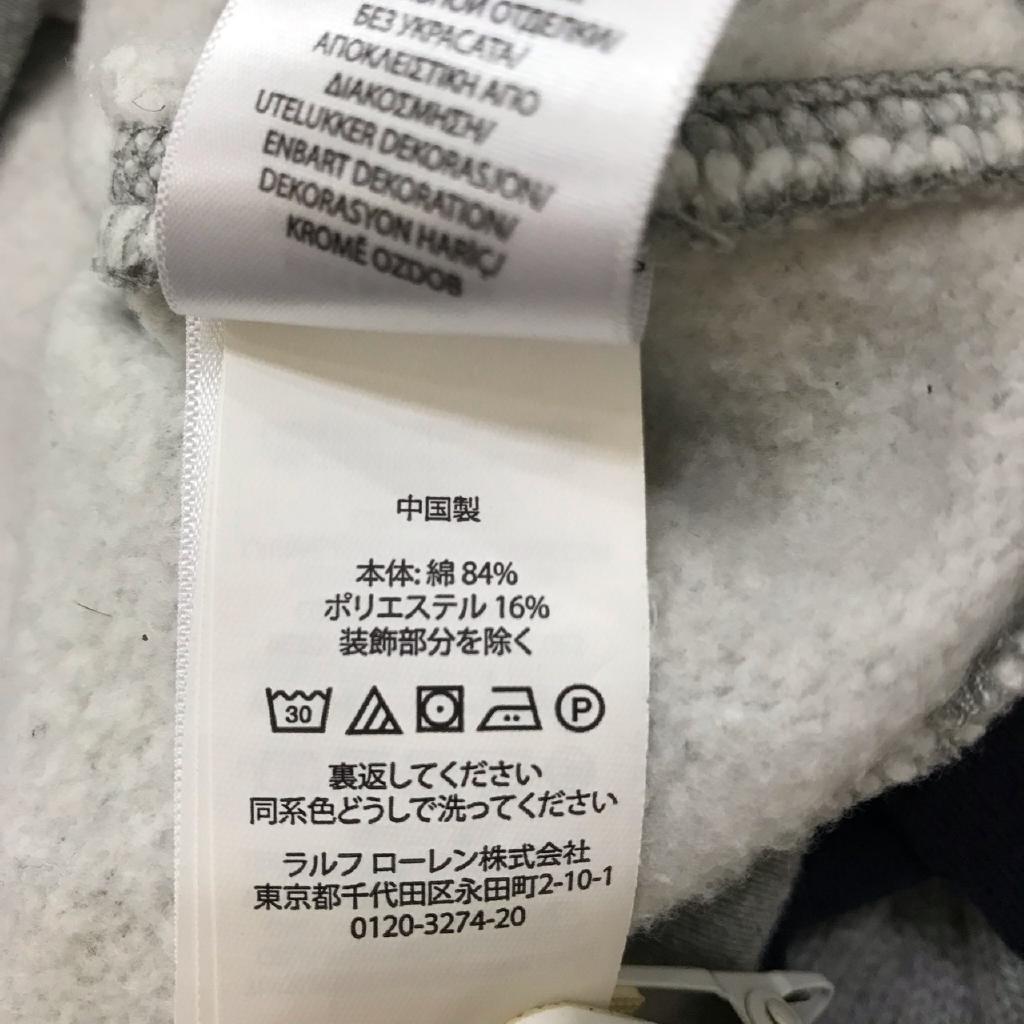 ОТДЕЛКИ/
БЕЗ УКРАСАТА/
ΑΠΟΚΛΕΙΣΤΙΚΗ ΑΠΟ
ΔΙΑΚΟΣΜΗΣΗ/
UTELUKKER DEKORASJON/
ENBART DEKORATION/
DEKORASYON HARİÇ/
KROMĚ OZDOB
中国製
本体: 綿 84%
ポリエステル 16%
装飾部分を除く
30 P
裏返してください
同系色どうしで洗ってください
ラルフ ローレン株式会社
東京都千代田区永田町2-10-1
0120-3274-20